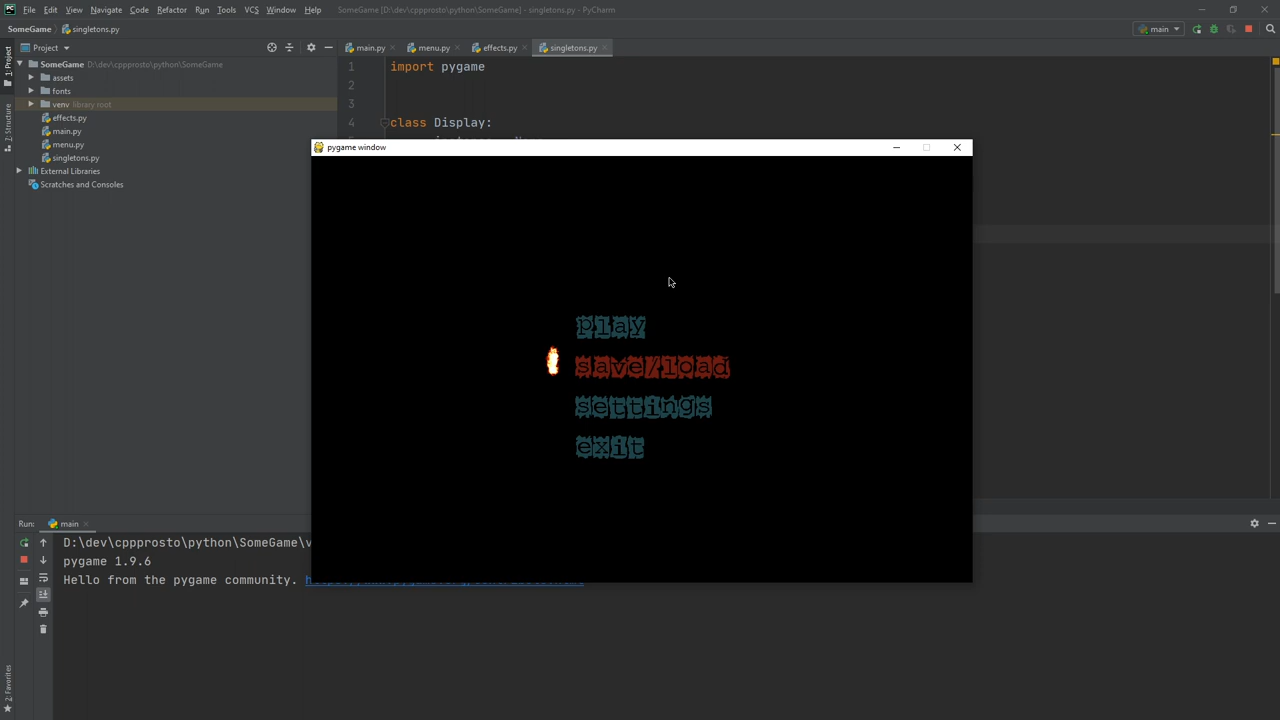 File Edit View Navigate Code Refactor Run Tools VCS Window Help SomeGame [D:\dev\cppprosto\python\SomeGame] - singletons.py - PyCharm
SomeGame singletons.py main
Project main.py menu.py effects.py singletons.py
1: Project
SomeGame D:\dev\cppprosto\python\SomeGame
assets
fonts
venv library root
effects.py
main.py
menu.py
singletons.py
External Libraries
Scratches and Consoles
Z: Structure
1 import pygame
2
3
4 class Display:
pygame window
play
save/load
settings
exit
Run: main
D:\dev\cppprosto\python\SomeGame\v
pygame 1.9.6
Hello from the pygame community.
2: Favorites